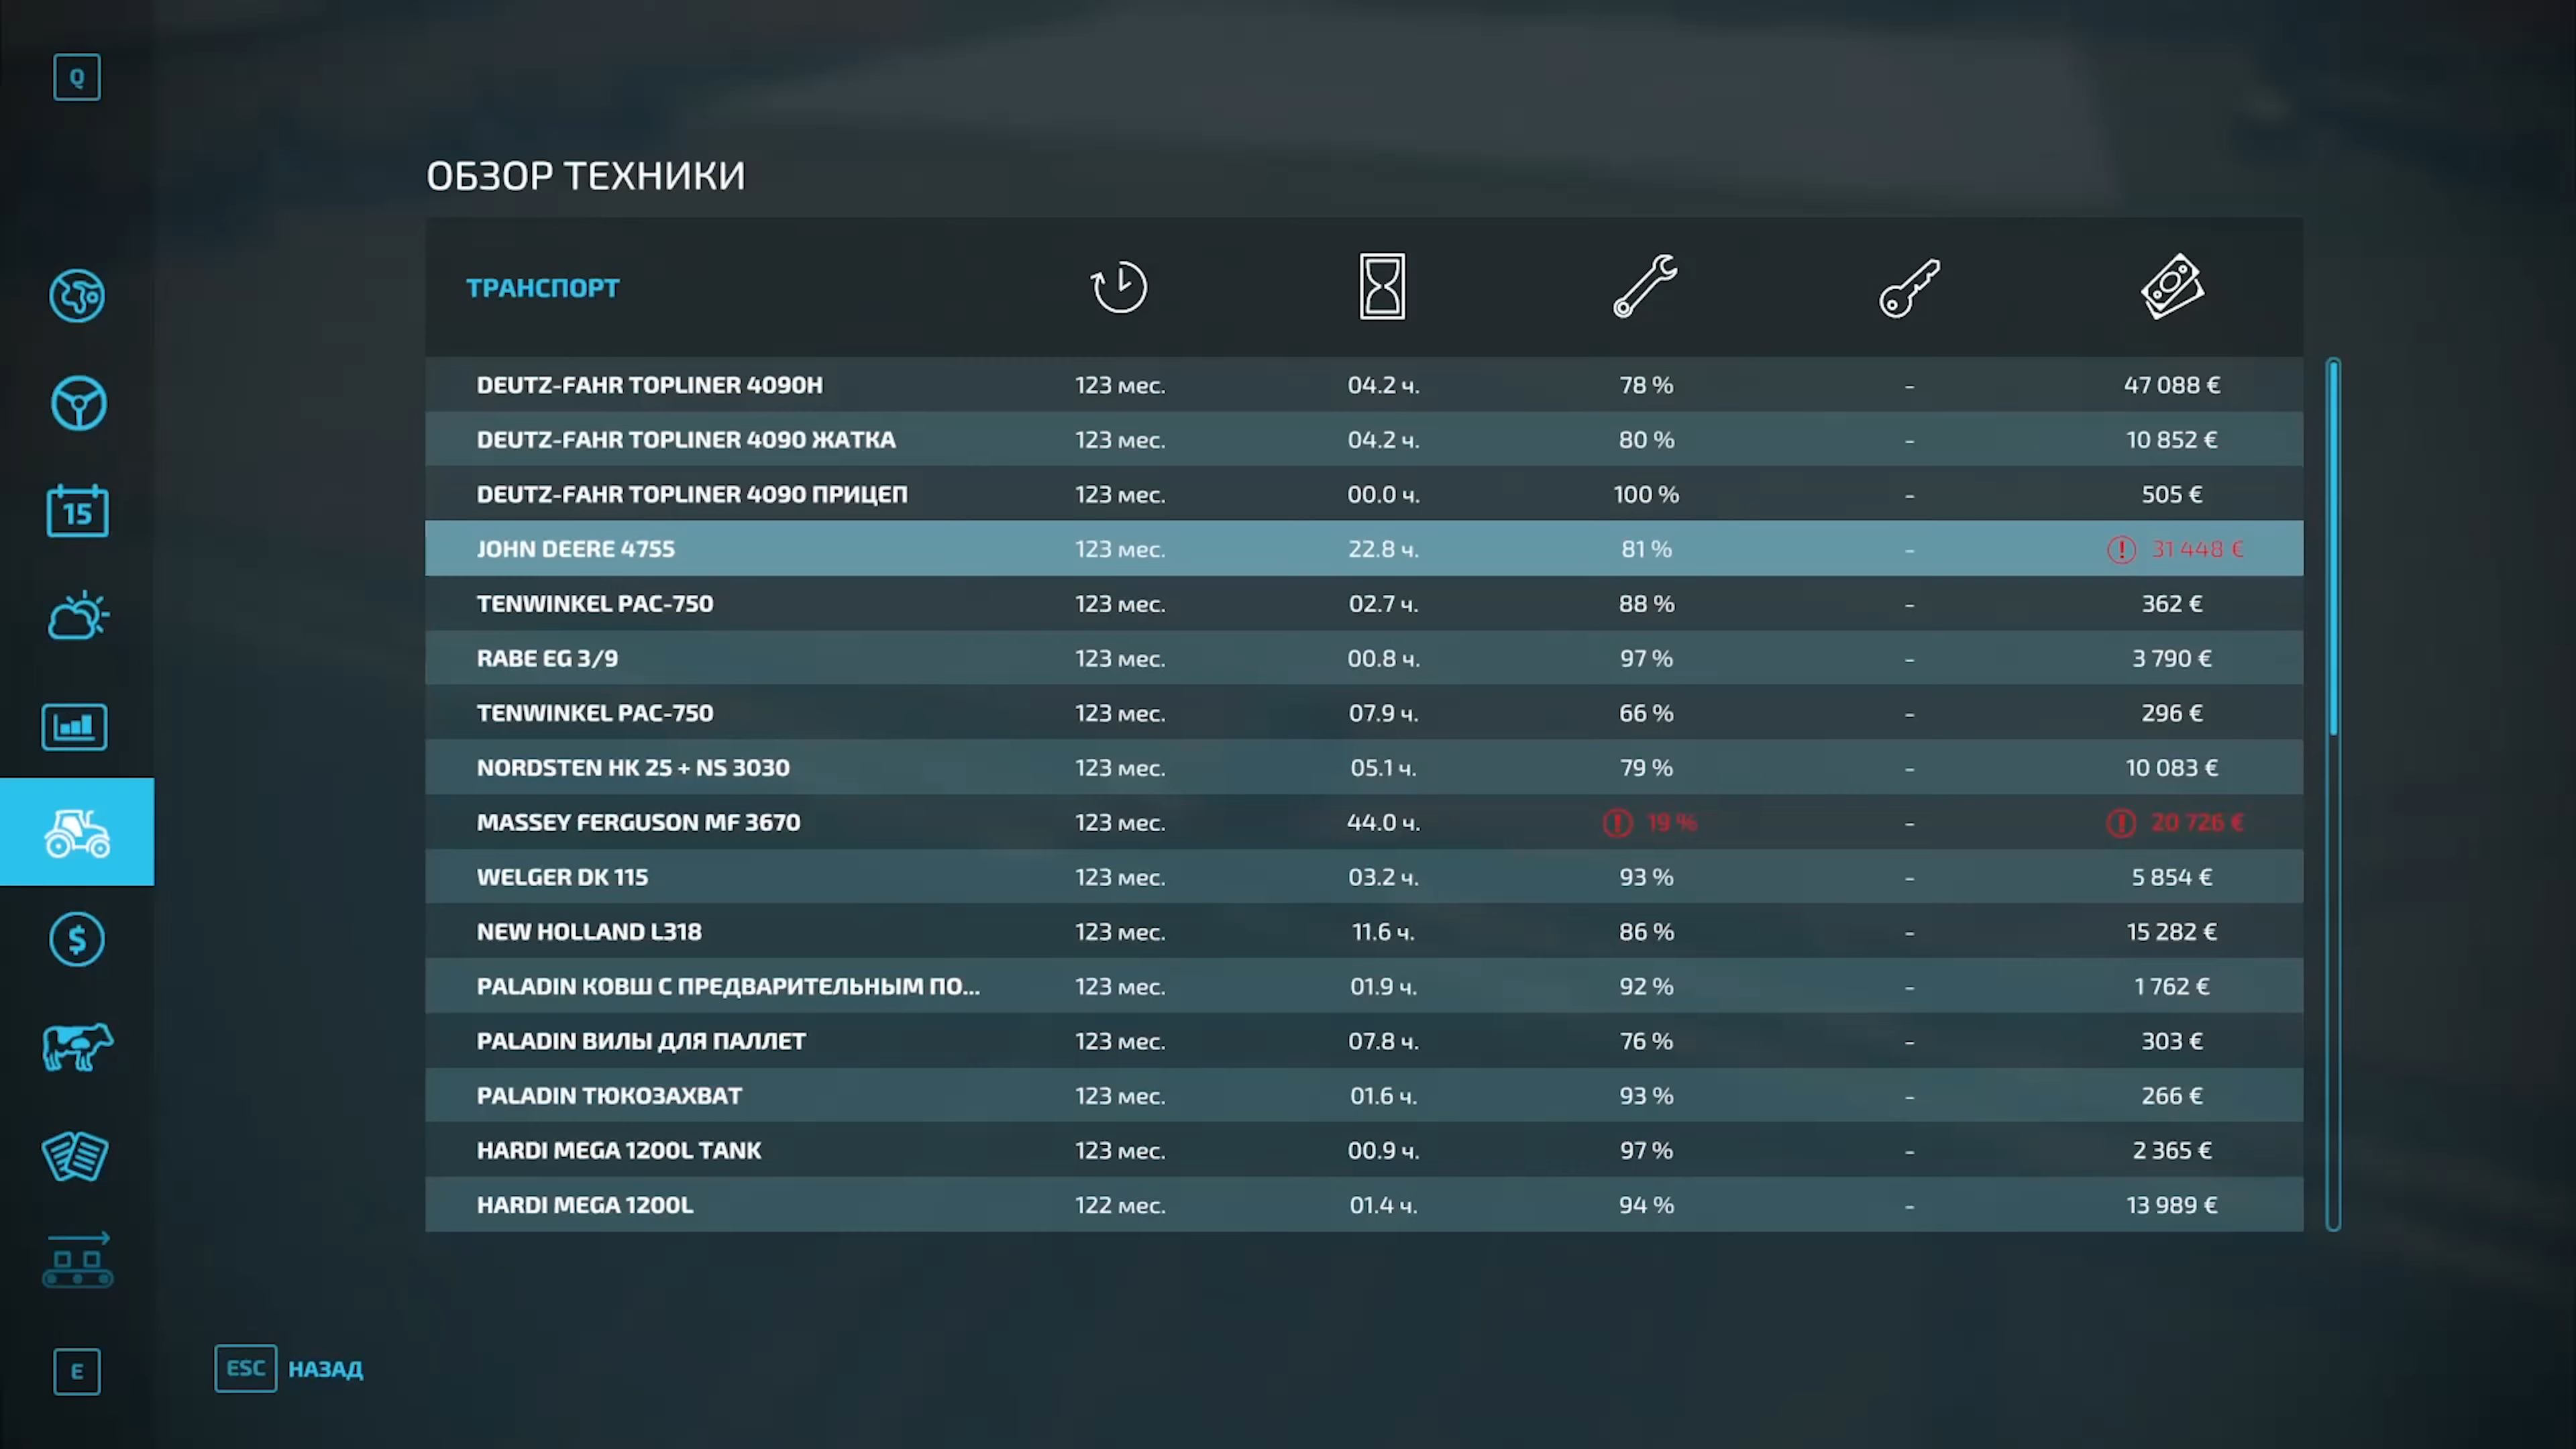 Q
ОБЗОР ТЕХНИКИ
ТРАНСПОРТ
DEUTZ-FAHR TOPLINER 4090H 123 мес. 04.2 ч. 78 % - 47 088 €
DEUTZ-FAHR TOPLINER 4090 ЖАТКА 123 мес. 04.2 ч. 80 % - 10 852 €
DEUTZ-FAHR TOPLINER 4090 ПРИЦЕП 123 мес. 00.0 ч. 100 % - 505 €
JOHN DEERE 4755 123 мес. 22.8 ч. 81 % - 31 448 €
TENWINKEL PAC-750 123 мес. 02.7 ч. 88 % - 362 €
RABE EG 3/9 123 мес. 00.8 ч. 97 % - 3 790 €
TENWINKEL PAC-750 123 мес. 07.9 ч. 66 % - 296 €
NORDSTEN HK 25 + NS 3030 123 мес. 05.1 ч. 79 % - 10 083 €
MASSEY FERGUSON MF 3670 123 мес. 44.0 ч. 19 % - 20 726 €
WELGER DK 115 123 мес. 03.2 ч. 93 % - 5 854 €
NEW HOLLAND L318 123 мес. 11.6 ч. 86 % - 15 282 €
PALADIN КОВШ С ПРЕДВАРИТЕЛЬНЫМ ПО... 123 мес. 01.9 ч. 92 % - 1 762 €
PALADIN ВИЛЫ ДЛЯ ПАЛЛЕТ 123 мес. 07.8 ч. 76 % - 303 €
PALADIN ТЮКОЗАХВАТ 123 мес. 01.6 ч. 93 % - 266 €
HARDI MEGA 1200L TANK 123 мес. 00.9 ч. 97 % - 2 365 €
HARDI MEGA 1200L 122 мес. 01.4 ч. 94 % - 13 989 €
15
$
E
ESC НАЗАД